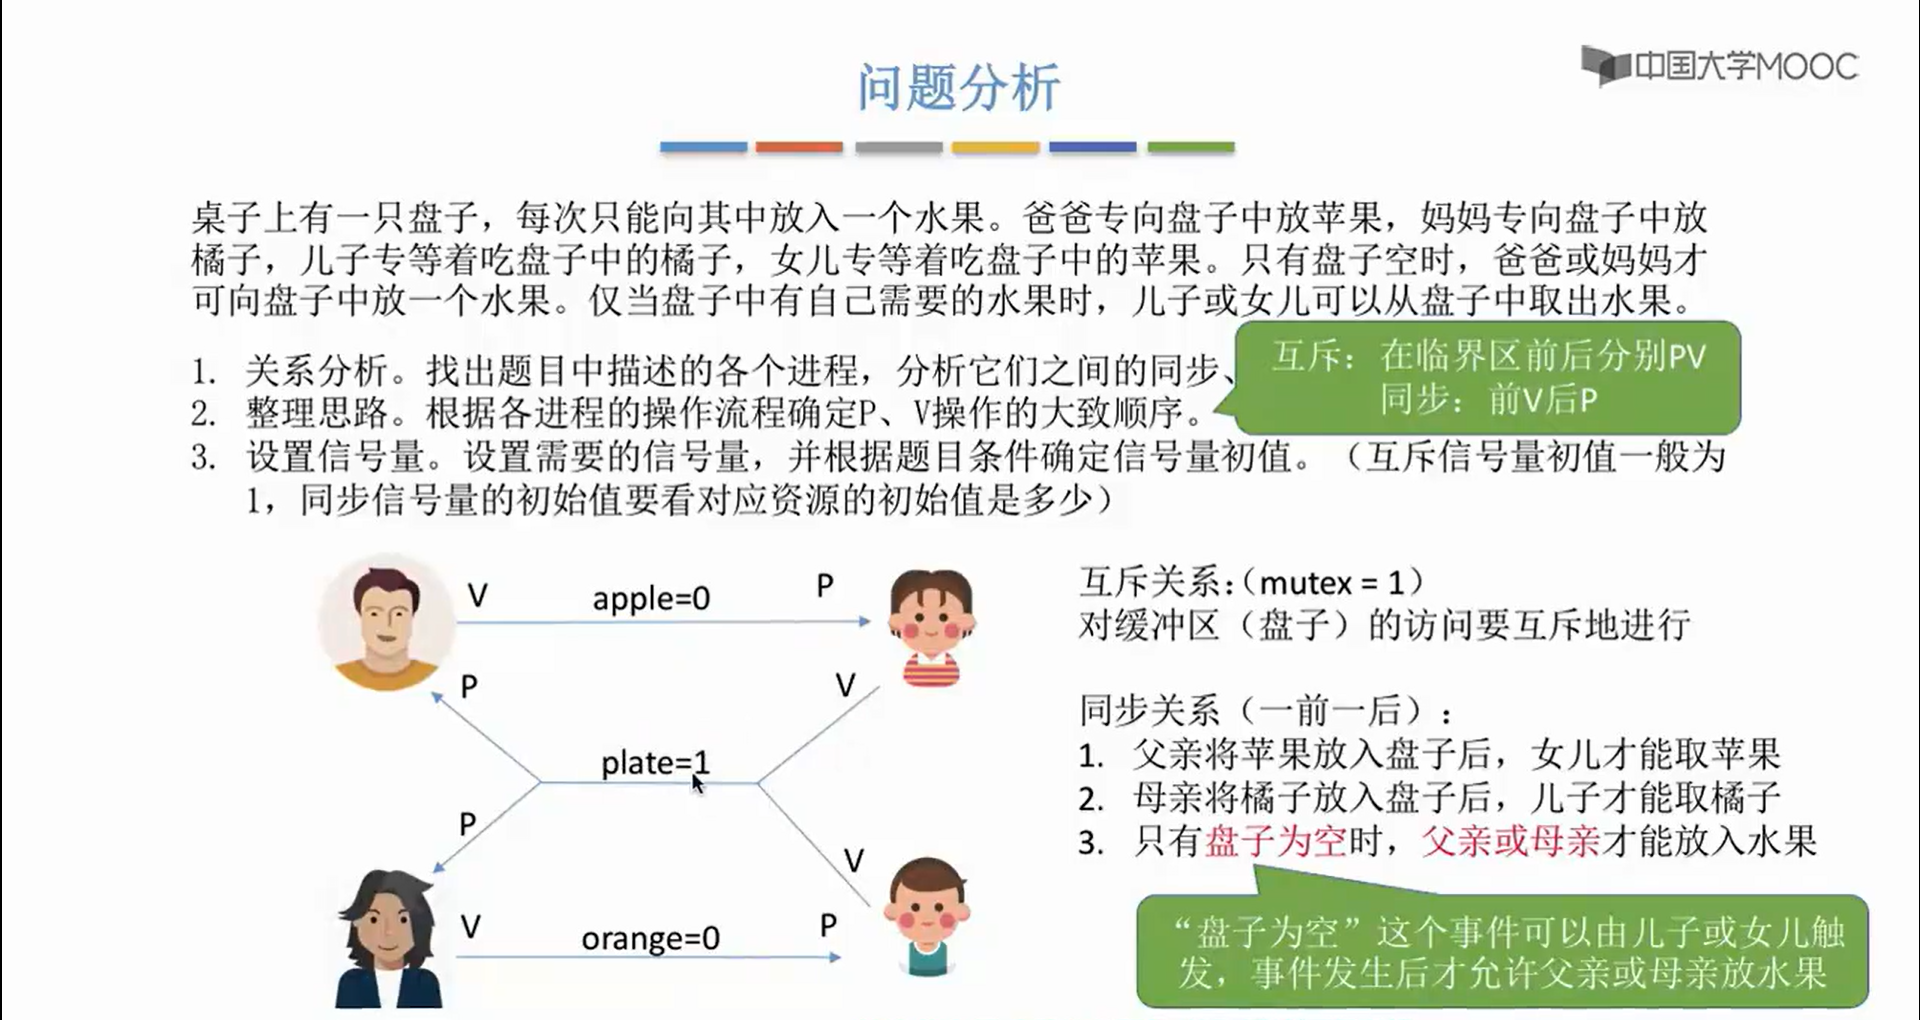 中国大学MOOC
问题分析
桌子上有一只盘子，每次只能向其中放入一个水果。爸爸专向盘子中放苹果，妈妈专向盘子中放
橘子，儿子专等着吃盘子中的橘子，女儿专等着吃盘子中的苹果。只有盘子空时，爸爸或妈妈才
可向盘子中放一个水果。仅当盘子中有自己需要的水果时，儿子或女儿可以从盘子中取出水果。
1. 关系分析。找出题目中描述的各个进程，分析它们之间的同步、
2. 整理思路。根据各进程的操作流程确定P、V操作的大致顺序。
3. 设置信号量。设置需要的信号量，并根据题目条件确定信号量初值。（互斥信号量初值一般为
1，同步信号量的初始值要看对应资源的初始值是多少）
互斥：在临界区前后分别PV
同步：前V后P
V apple=0 P
P
V
plate=1
P
V
V orange=0 P
互斥关系：（mutex = 1）
对缓冲区（盘子）的访问要互斥地进行
同步关系（一前一后）：
1. 父亲将苹果放入盘子后，女儿才能取苹果
2. 母亲将橘子放入盘子后，儿子才能取橘子
3. 只有盘子为空时，父亲或母亲才能放入水果
“盘子为空”这个事件可以由儿子或女儿触
发，事件发生后才允许父亲或母亲放水果